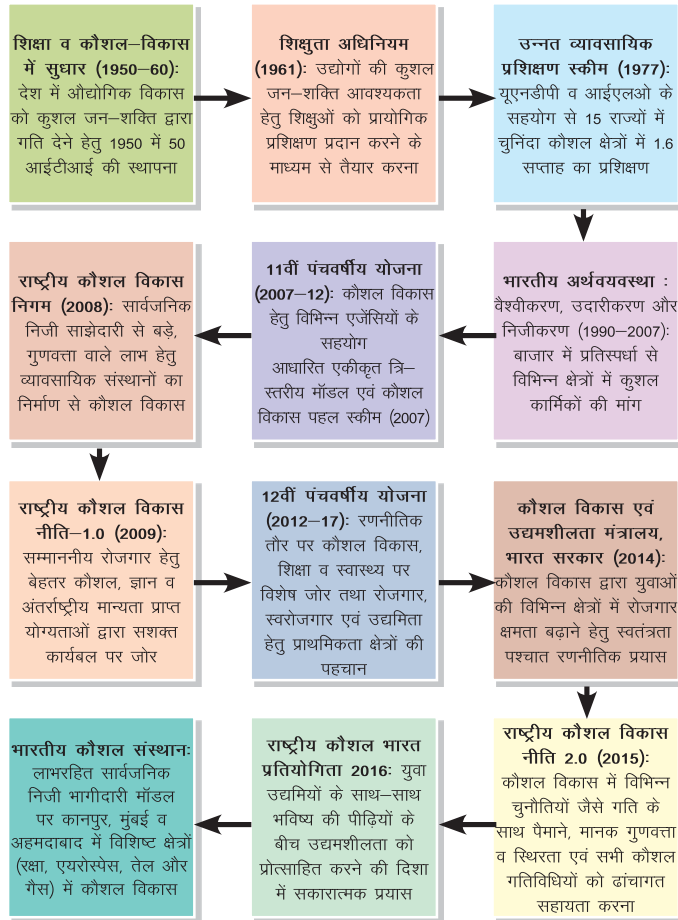 शिक्षा व कौशल–विकास
में सुधार (1950–60):
देश में औद्योगिक विकास
को कुशल जन–शक्ति द्वारा
गति देने हेतु 1950 में 50
आईटीआई की स्थापना
शिक्षुता अधिनियम
(1961): उद्योगों की कुशल
जन–शक्ति आवश्यकता
हेतु शिक्षुओं को प्रायोगिक
प्रशिक्षण प्रदान करने के
माध्यम से तैयार करना
उन्नत व्यावसायिक
प्रशिक्षण स्कीम (1977):
यूएनडीपी व आईएलओ के
सहयोग से 15 राज्यों में
चुनिंदा कौशल क्षेत्रों में 1.6
सप्ताह का प्रशिक्षण
भारतीय अर्थवयवस्था :
वैश्वीकरण, उदारीकरण और
निजीकरण (1990–2007):
बाजार में प्रतिस्पर्धा से
विभिन्न क्षेत्रों में कुशल
कार्मिकों की मांग
11वीं पंचवर्षीय योजना
(2007–12): कौशल विकास
हेतु विभिन्न एजेंसियों के
सहयोग
आधारित एकीकृत त्रि–
स्तरीय मॉडल एवं कौशल
विकास पहल स्कीम (2007)
राष्ट्रीय कौशल विकास
निगम (2008): सार्वजनिक
निजी साझेदारी से बड़े,
गुणवत्ता वाले लाभ हेतु
व्यावसायिक संस्थानों का
निर्माण से कौशल विकास
राष्ट्रीय कौशल विकास
नीति–1.0 (2009):
सम्माननीय रोजगार हेतु
बेहतर कौशल, ज्ञान व
अंतर्राष्ट्रीय मान्यता प्राप्त
योग्यताओं द्वारा सशक्त
कार्यबल पर जोर
12वीं पंचवर्षीय योजना
(2012–17): रणनीतिक
तौर पर कौशल विकास,
शिक्षा व स्वास्थ्य पर
विशेष जोर तथा रोजगार,
स्वरोजगार एवं उद्यमिता
हेतु प्राथमिकता क्षेत्रों की
पहचान
कौशल विकास एवं
उद्यमशीलता मंत्रालय,
भारत सरकार (2014):
कौशल विकास द्वारा युवाओं
की विभिन्न क्षेत्रों में रोजगार
क्षमता बढ़ाने हेतु स्वतंत्रता
पश्चात रणनीतिक प्रयास
राष्ट्रीय कौशल विकास
नीति 2.0 (2015):
कौशल विकास में विभिन्न
चुनौतियों जैसे गति के
साथ पैमाने, मानक गुणवत्ता
व स्थिरता एवं सभी कौशल
गतिविधियों को ढांचागत
सहायता करना
राष्ट्रीय कौशल भारत
प्रतियोगिता 2016: युवा
उद्यमियों के साथ–साथ
भविष्य की पीढ़ियों के
बीच उद्यमशीलता को
प्रोत्साहित करने की दिशा
में सकारात्मक प्रयास
भारतीय कौशल संस्थान:
लाभरहित सार्वजनिक
निजी भागीदारी मॉडल
पर कानपुर, मुंबई व
अहमदाबाद में विशिष्ट क्षेत्रों
(रक्षा, एयरोस्पेस, तेल और
गैस) में कौशल विकास